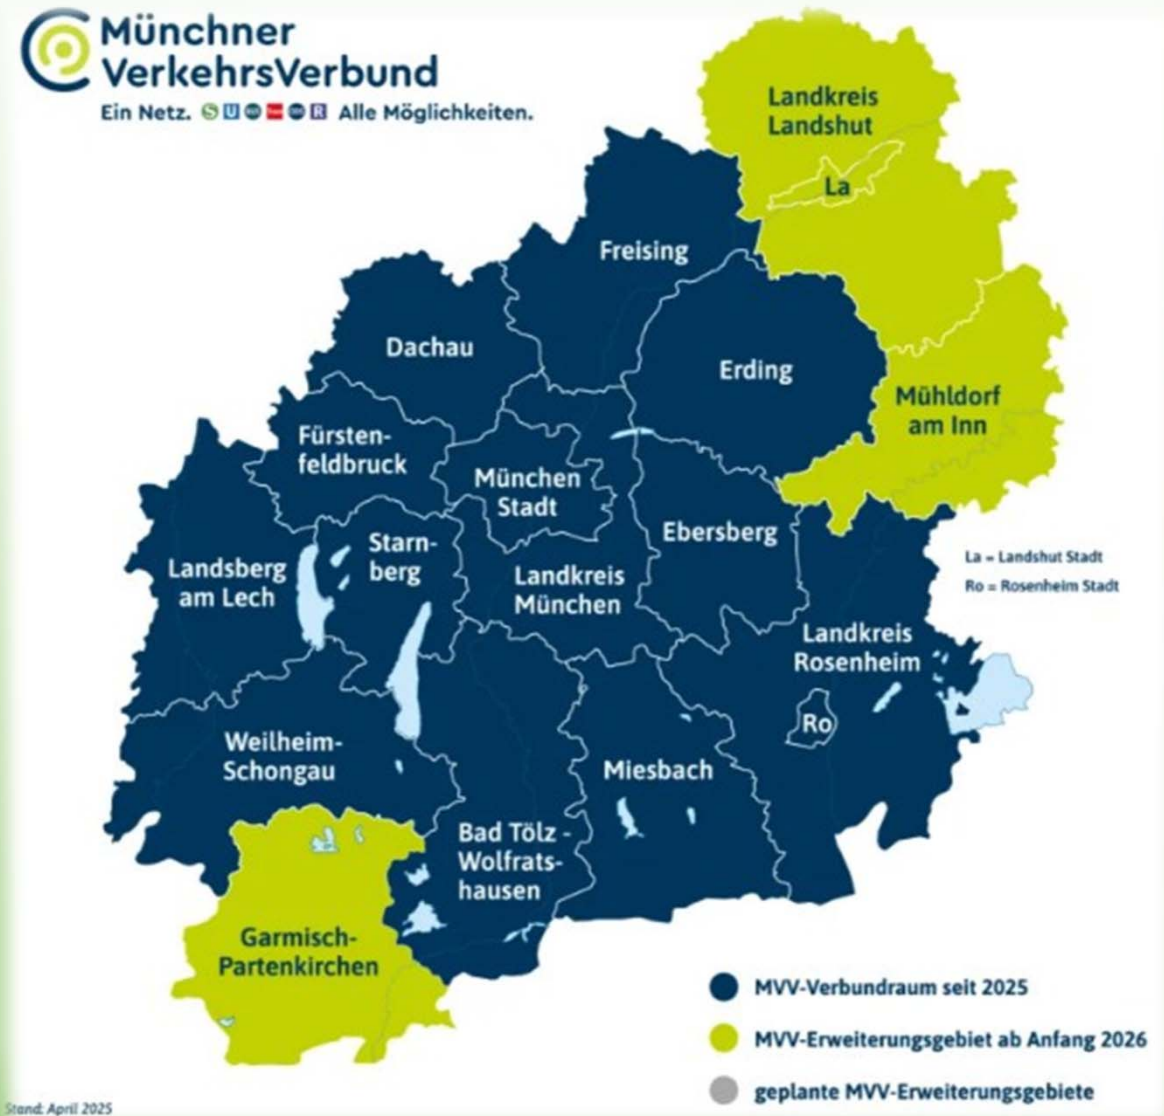 Münchner
VerkehrsVerbund
Ein Netz. S U R Alle Möglichkeiten.
Landkreis
Landshut
La
Freising
Dachau
Erding
Mühldorf
am Inn
Fürsten-
feldbruck
München
Stadt
Ebersberg
Starn-
berg
Landsberg
am Lech
Landkreis
München
La = Landshut Stadt
Ro = Rosenheim Stadt
Landkreis
Rosenheim
Ro
Weilheim-
Schongau
Miesbach
Bad Tölz -
Wolfrats-
hausen
Garmisch-
Partenkirchen
MVV-Verbundraum seit 2025
MVV-Erweiterungsgebiet ab Anfang 2026
geplante MVV-Erweiterungsgebiete
Stand: April 2025